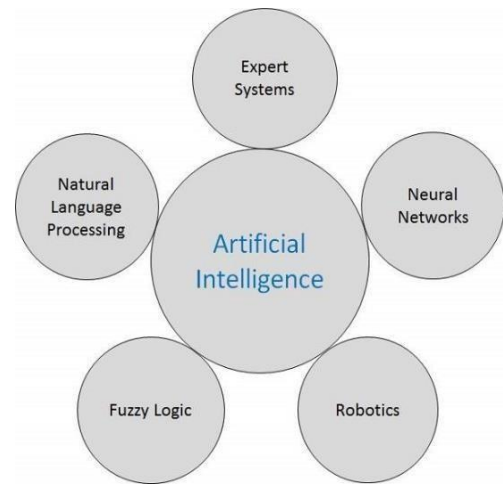 Expert
Systems
Natural
Language
Processing
Neural
Networks
Artificial
Intelligence
Fuzzy Logic
Robotics